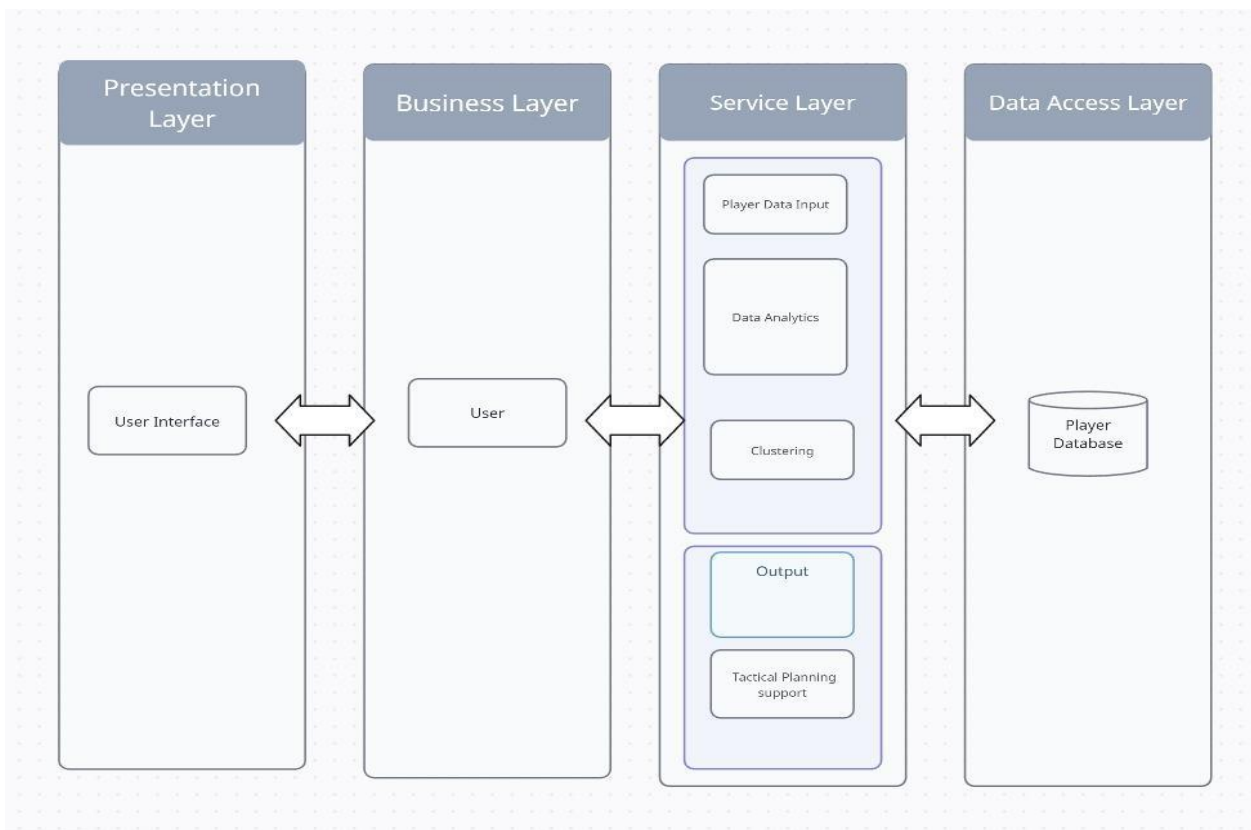 Presentation
Layer
Business Layer
Service Layer
Data Access Layer
Player Data Input
Data Analytics
User Interface
User
Clustering
Player
Database
Output
Tactical Planning
support